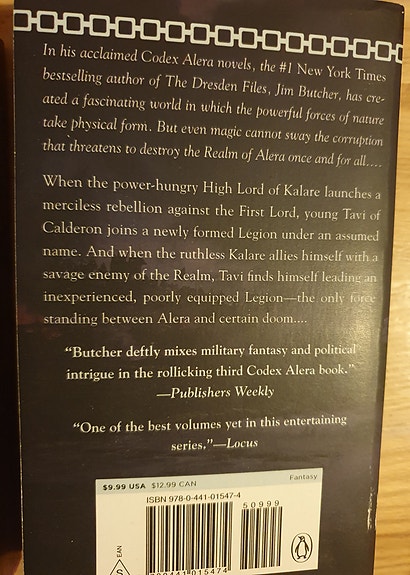 In his acclaimed Codex Alera novels, the #1 New York Times
bestselling author of The Dresden Files, Jim Butcher, has cre-
ated a fascinating world in which the powerful forces of nature
take physical form. But even magic cannot sway the corruption
that threatens to destroy the Realm of Alera once and for all....
When the power-hungry High Lord of Kalare launches a
merciless rebellion against the First Lord, young Tavi of
Calderon joins a newly formed Legion under an assumed
name. And when the ruthless Kalare allies himself with a
savage enemy of the Realm, Tavi finds himself leading an
inexperienced, poorly equipped Legion—the only force
standing between Alera and certain doom....
“Butcher deftly mixes military fantasy and political
intrigue in the rollicking third Codex Alera book.”
—Publishers Weekly
“One of the best volumes yet in this entertaining
series.”—Locus
$9.99 USA $12.99 CAN Fantasy
ISBN 978-0-441-01547-4
50999
EAN
S